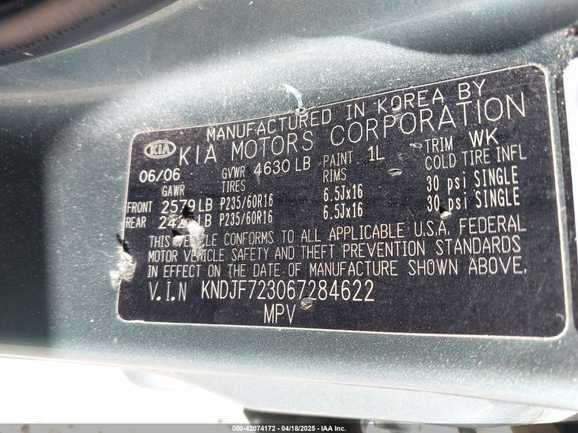 MANUFACTURED IN KOREA BY
KIA KIA MOTORS CORPORATION
06/06 GVWR 4630 LB PAINT 1L TRIM WK
GAWR TIRES RIMS COLD TIRE INFL
FRONT 2579 LB P235/60R16 6.5Jx16 30 psi SINGLE
REAR LB P235/60R16 6.5Jx16 30 psi SINGLE
THIS VEHICLE CONFORMS TO ALL APPLICABLE U.S.A. FEDERAL
MOTOR VEHICLE SAFETY AND THEFT PREVENTION STANDARDS
IN EFFECT ON THE DATE OF MANUFACTURE SHOWN ABOVE.
V.I.N KNDJF723067284622
MPV
000-42074172 - 04/18/2025 - IAA Inc.